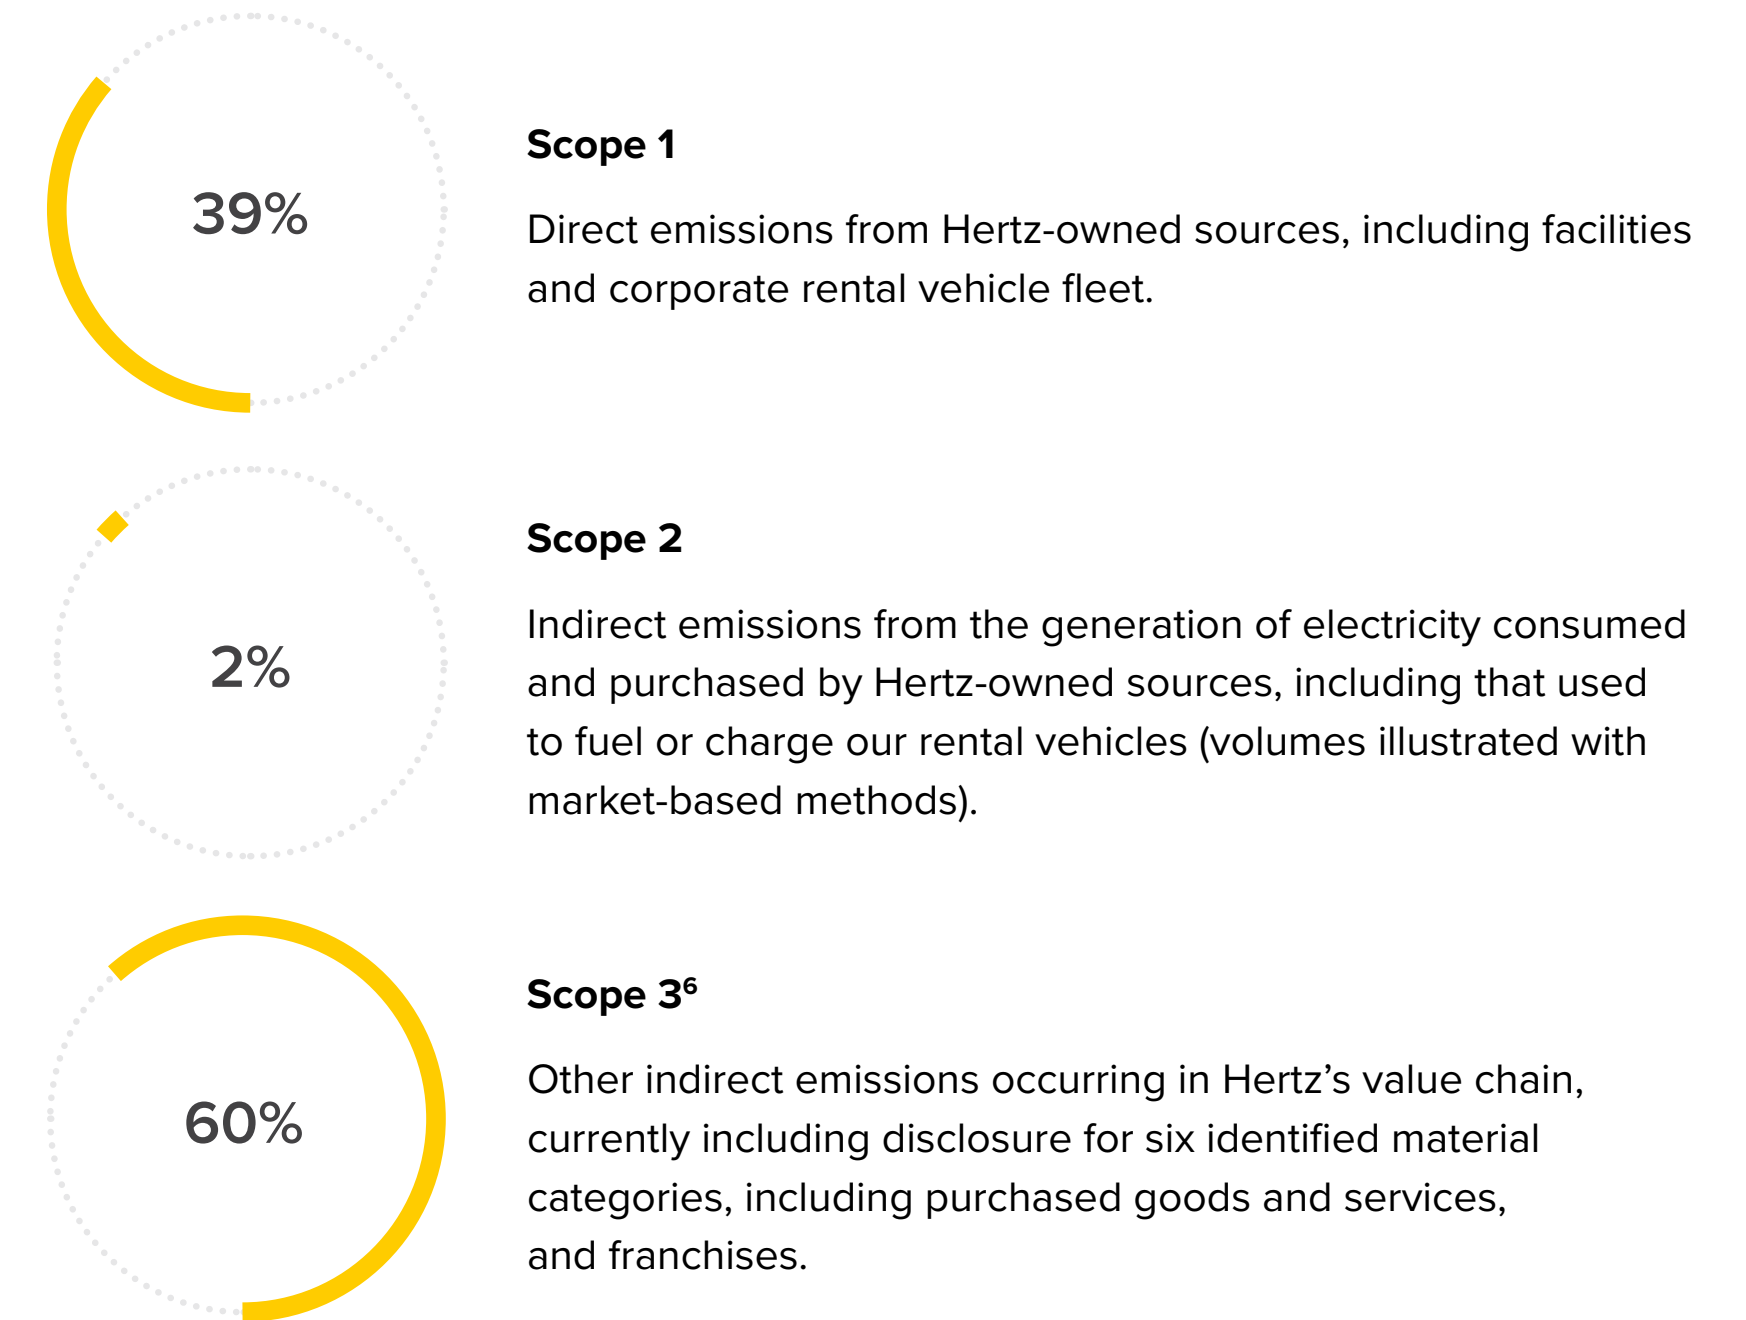 39%
Scope 1
Direct emissions from Hertz-owned sources, including facilities
and corporate rental vehicle fleet.
2%
Scope 2
Indirect emissions from the generation of electricity consumed
and purchased by Hertz-owned sources, including that used
to fuel or charge our rental vehicles (volumes illustrated with
market-based methods).
60%
Scope 3⁶
Other indirect emissions occurring in Hertz’s value chain,
currently including disclosure for six identified material
categories, including purchased goods and services,
and franchises.